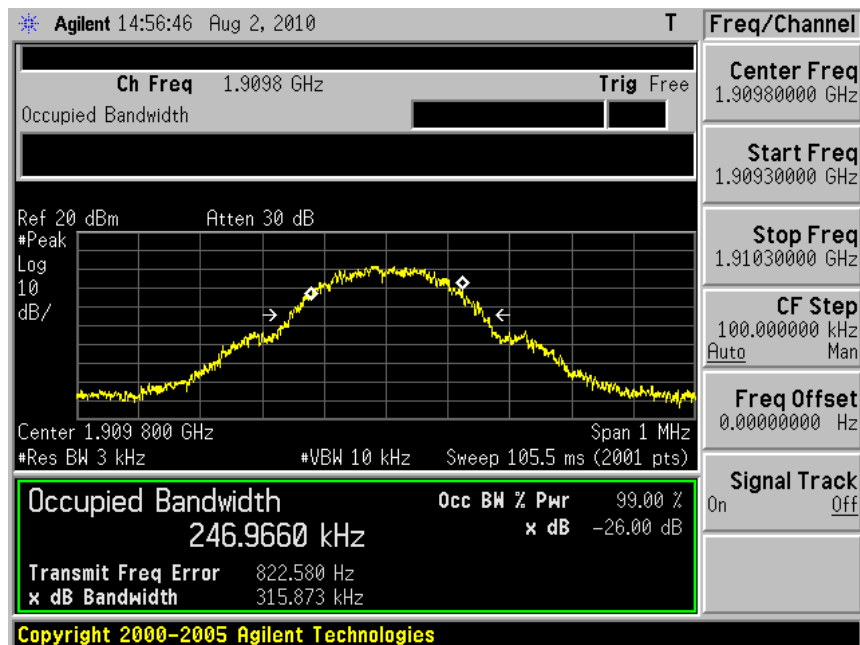 Agilent 14:56:46 Aug 2, 2010 T
Freq/Channel
Ch Freq 1.9098 GHz Trig Free
Occupied Bandwidth
Center Freq
1.90980000 GHz
Start Freq
1.90930000 GHz
Stop Freq
1.91030000 GHz
CF Step
100.000000 kHz
Auto Man
Freq Offset
0.00000000 Hz
Signal Track
On Off
Ref 20 dBm Atten 30 dB
#Peak
Log
10
dB/
Center 1.909 800 GHz Span 1 MHz
#Res BW 3 kHz #VBW 10 kHz Sweep 105.5 ms (2001 pts)
Occupied Bandwidth
246.9660 kHz
Occ BW % Pwr 99.00 %
x dB -26.00 dB
Transmit Freq Error 822.580 Hz
x dB Bandwidth 315.873 kHz
Copyright 2000-2005 Agilent Technologies